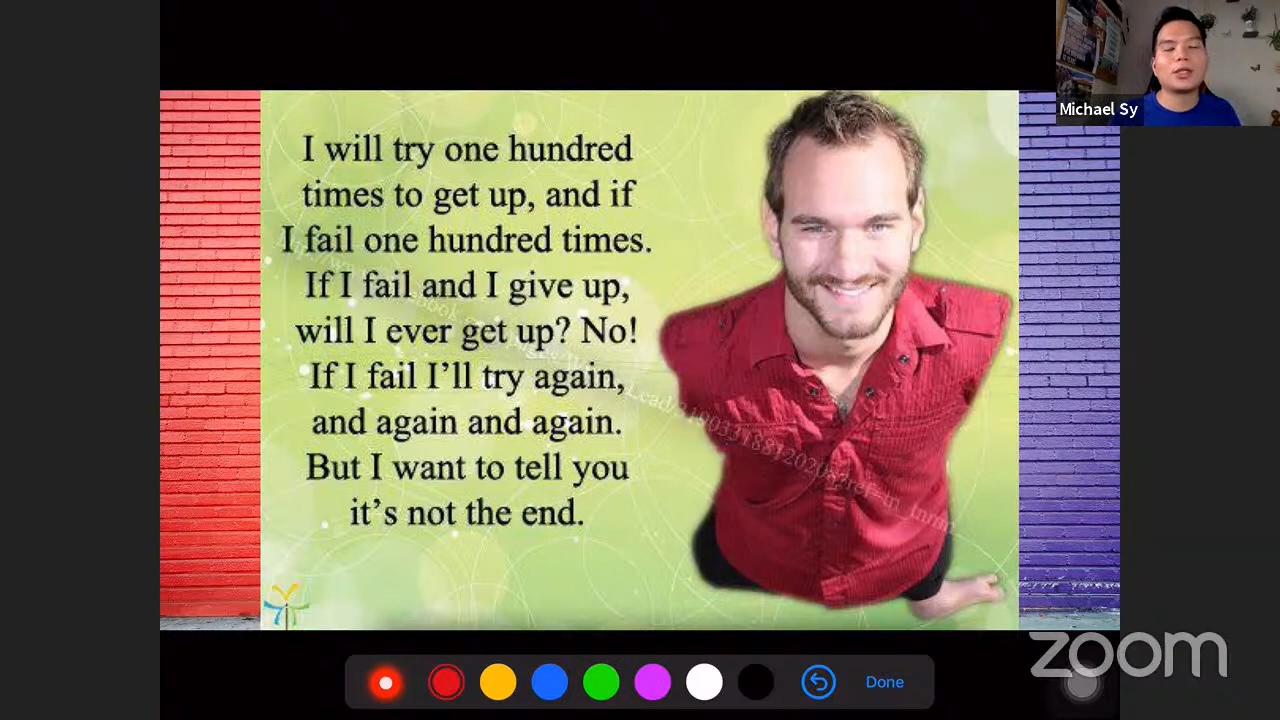 Michael Sy
I will try one hundred
times to get up, and if
I fail one hundred times.
If I fail and I give up,
will I ever get up? No!
If I fail I'll try again,
and again and again.
But I want to tell you
it's not the end.
zoom
Done